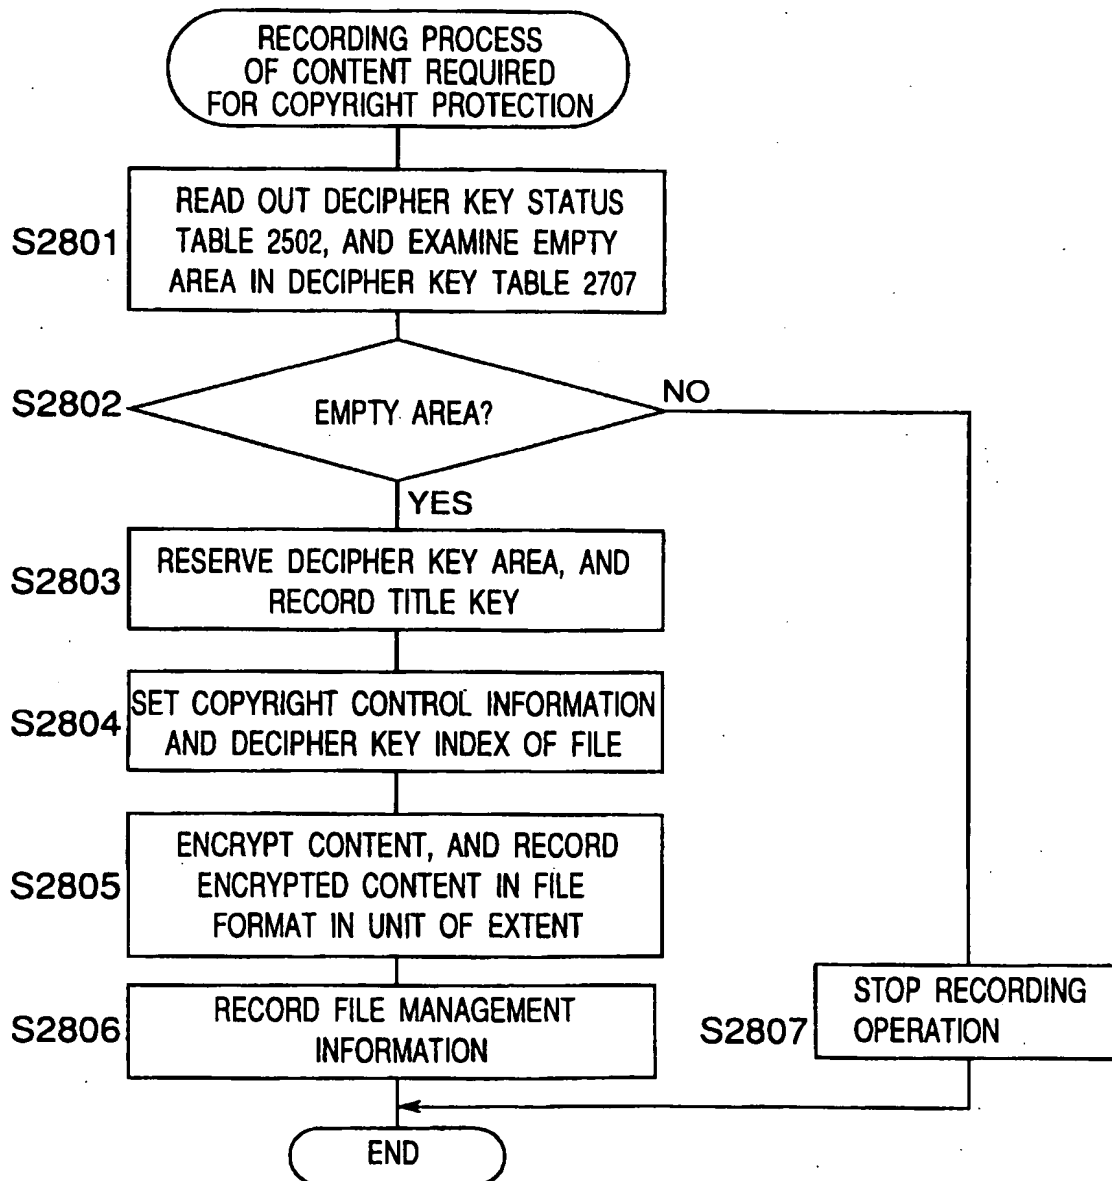 RECORDING PROCESS
OF CONTENT REQUIRED
FOR COPYRIGHT PROTECTION
S2801
READ OUT DECIPHER KEY STATUS
TABLE 2502, AND EXAMINE EMPTY
AREA IN DECIPHER KEY TABLE 2707
S2802
EMPTY AREA?
NO
YES
S2803
RESERVE DECIPHER KEY AREA, AND
RECORD TITLE KEY
S2804
SET COPYRIGHT CONTROL INFORMATION
AND DECIPHER KEY INDEX OF FILE
S2805
ENCRYPT CONTENT, AND RECORD
ENCRYPTED CONTENT IN FILE
FORMAT IN UNIT OF EXTENT
S2806
RECORD FILE MANAGEMENT
INFORMATION
S2807
STOP RECORDING
OPERATION
END